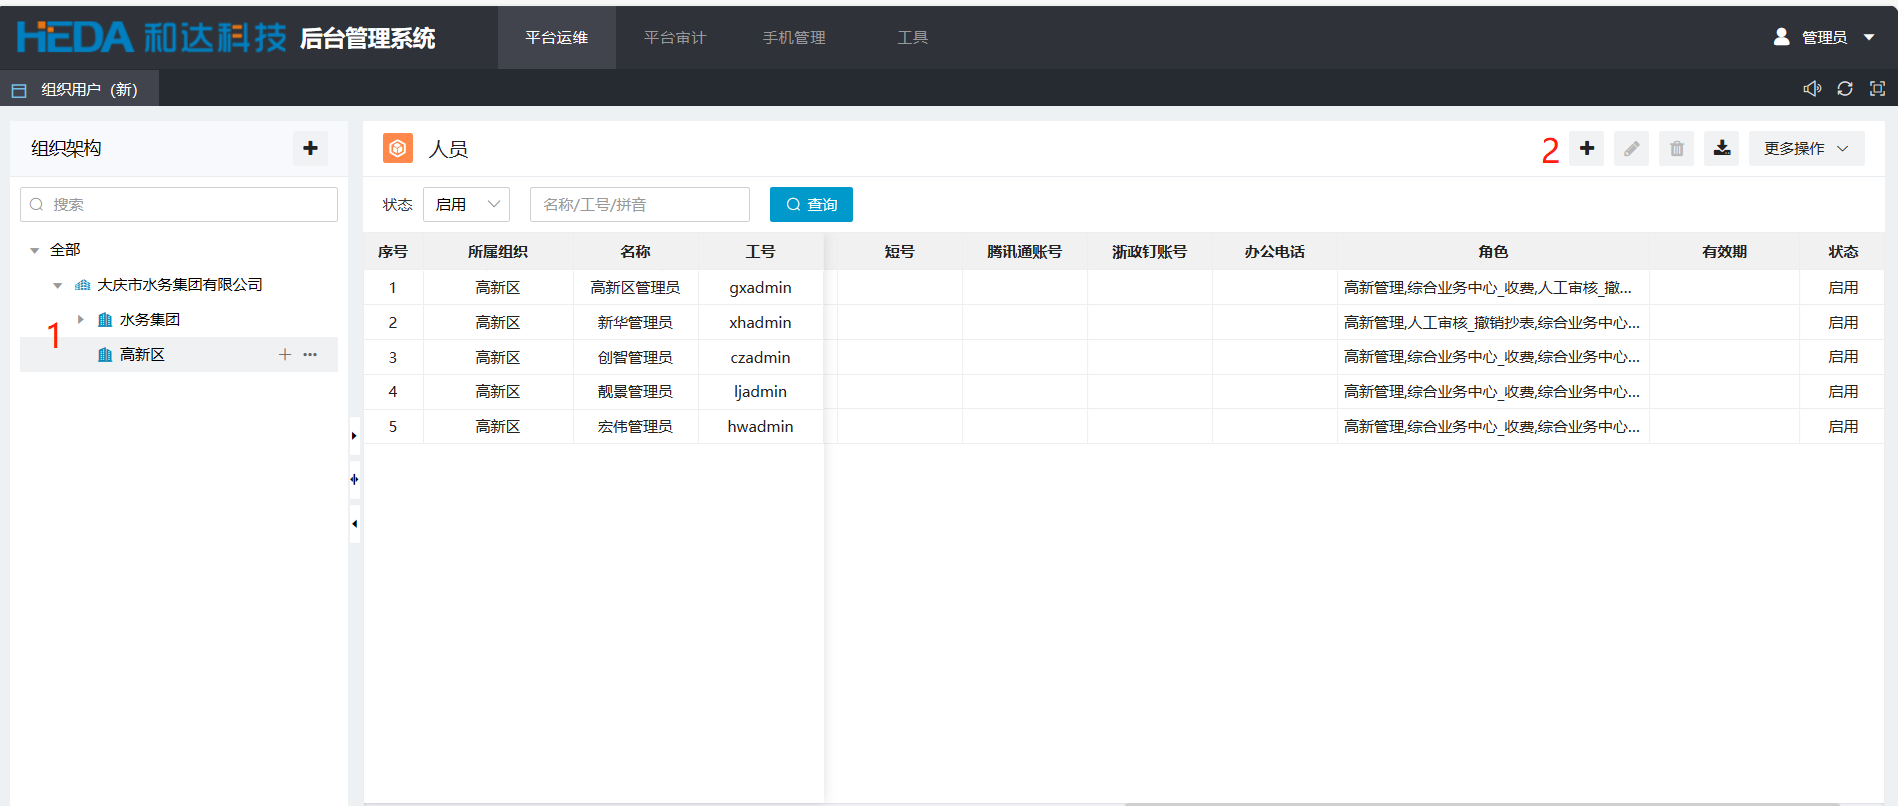 HEDA 和达科技 后台管理系统 平台运维 平台审计 手机管理 工具 管理员
组织用户（新）
组织架构
搜索
全部
大庆市水务集团有限公司
水务集团
1
高新区
人员 2 更多操作
状态 启用 名称/工号/拼音 查询
序号 所属组织 名称 工号 短号 腾讯通账号 浙政钉账号 办公电话 角色 有效期 状态
1 高新区 高新区管理员 gxadmin 高新管理,综合业务中心_收费,人工审核_撤... 启用
2 高新区 新华管理员 xhadmin 高新管理,人工审核_撤销抄表,综合业务中心... 启用
3 高新区 创智管理员 czadmin 高新管理,综合业务中心_收费,综合业务中心... 启用
4 高新区 靓景管理员 ljadmin 高新管理,综合业务中心_收费,综合业务中心... 启用
5 高新区 宏伟管理员 hwadmin 高新管理,综合业务中心_收费,综合业务中心... 启用